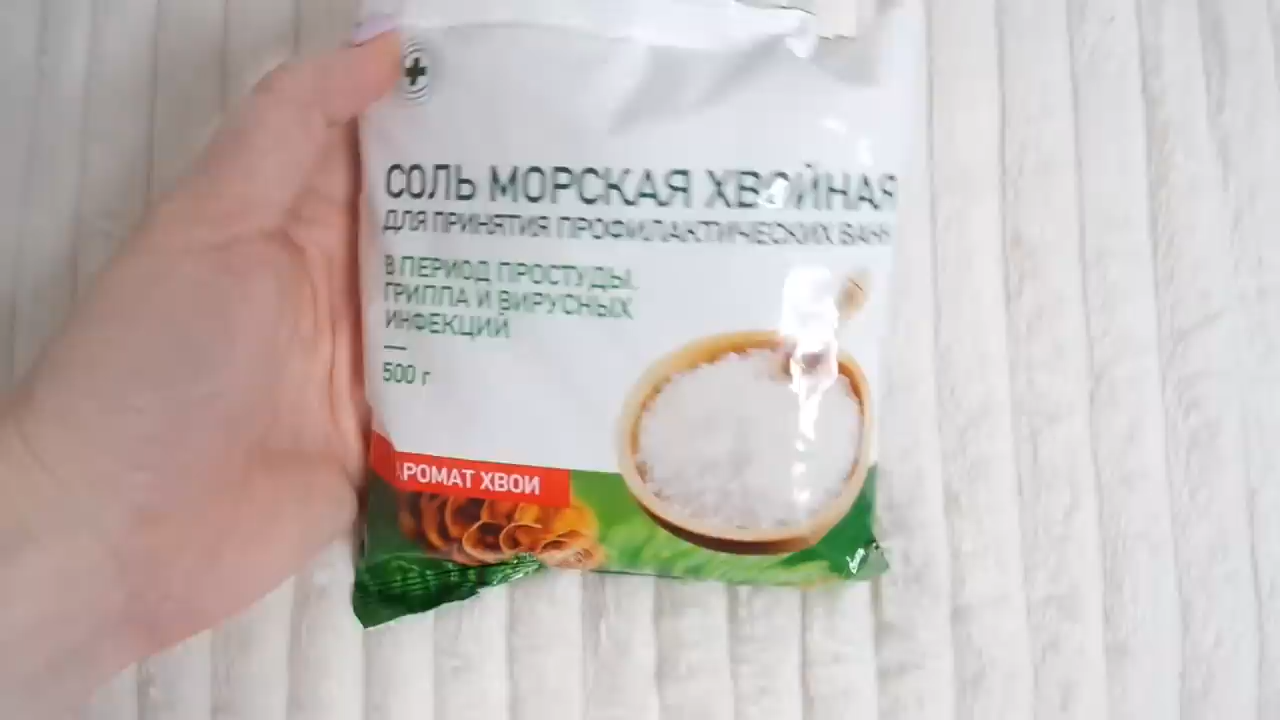 СОЛЬ МОРСКАЯ ХВОЙНАЯ
ДЛЯ ПРИНЯТИЯ ПРОФИЛАКТИЧЕСКИХ ВАНН
В ПЕРИОД ПРОСТУДЫ,
ГРИППА И ВИРУСНЫХ
ИНФЕКЦИЙ
500 г
АРОМАТ ХВОИ